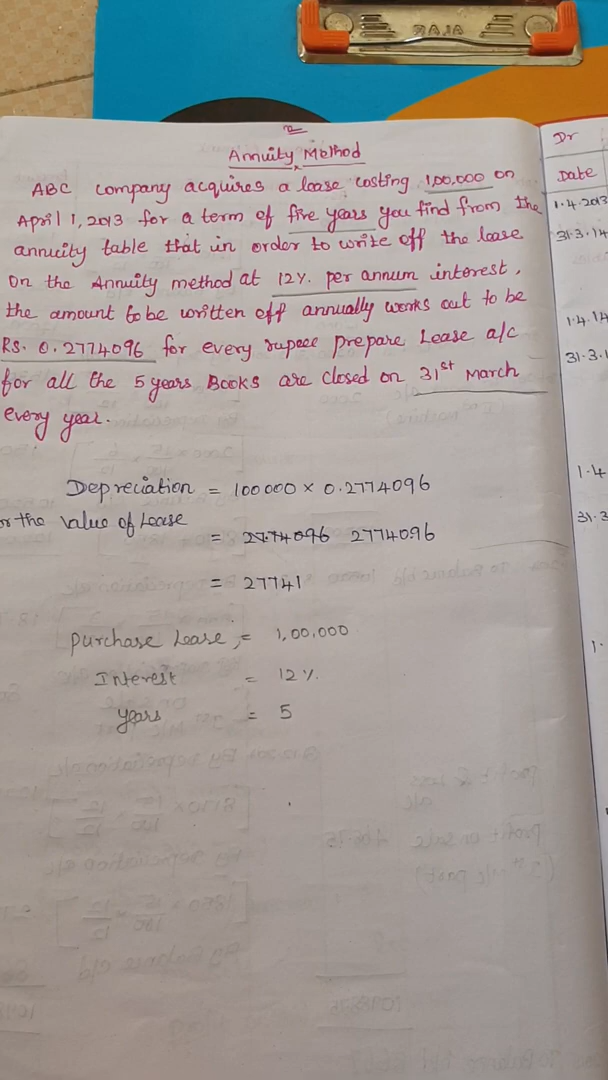 RAJA
Annuity Method
ABC company acquires a lease costing 1,00,000 on
April 1, 2013 for a term of five years you find from the
annuity table that in order to write off the lease
on the Annuity method at 12%. per annum interest,
the amount to be written off annually works out to be
RS. 0.2774096 for every rupee prepare Lease a/c
for all the 5 years Books are closed on 31st March
every year.
Depreciation = 100000 × 0.2774096
the value of Lease
= 2774096 27740.96
= 27741
Purchase Lease = 1,00,000
Interest = 12%.
Years = 5
Dr
Date
1.4.2013
31.3.14
1.4.14
31.3.1
1.4
31.3
1.